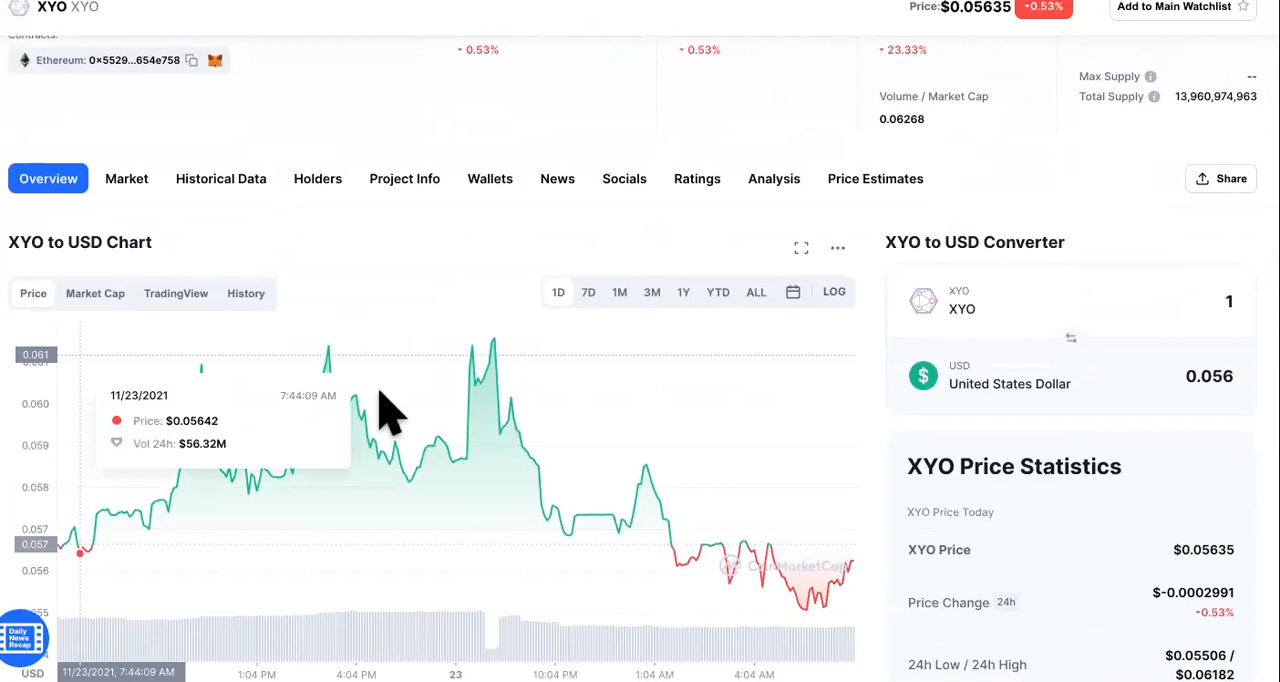 XYO XYO
Price:$0.05635
0.53%
Add to Main Watchlist
Contracts:
Ethereum: 0x5529...654e758
0.53%
0.53%
23.33%
Volume / Market Cap
0.06268
Max Supply
--
Total Supply
13,960,974,963
Overview Market Historical Data Holders Project Info Wallets News Socials Ratings Analysis Price Estimates
Share
XYO to USD Chart
Price Market Cap TradingView History
1D 7D 1M 3M 1Y YTD ALL LOG
0.061
0.060
0.059
0.058
0.057
0.057
0.056
11/23/2021 7:44:09 AM
Price: $0.05642
Vol 24h: $56.32M
CoinMarketCap
Daily
News
Recap
USD
11/23/2021, 7:44:09 AM
1:04 PM
4:04 PM
23
10:04 PM
1:04 AM
4:04 AM
XYO to USD Converter
XYO
XYO
1
USD
United States Dollar
0.056
XYO Price Statistics
XYO Price Today
XYO Price
$0.05635
Price Change 24h
$-0.0002991
0.53%
24h Low / 24h High
$0.05506 /
$0.06182